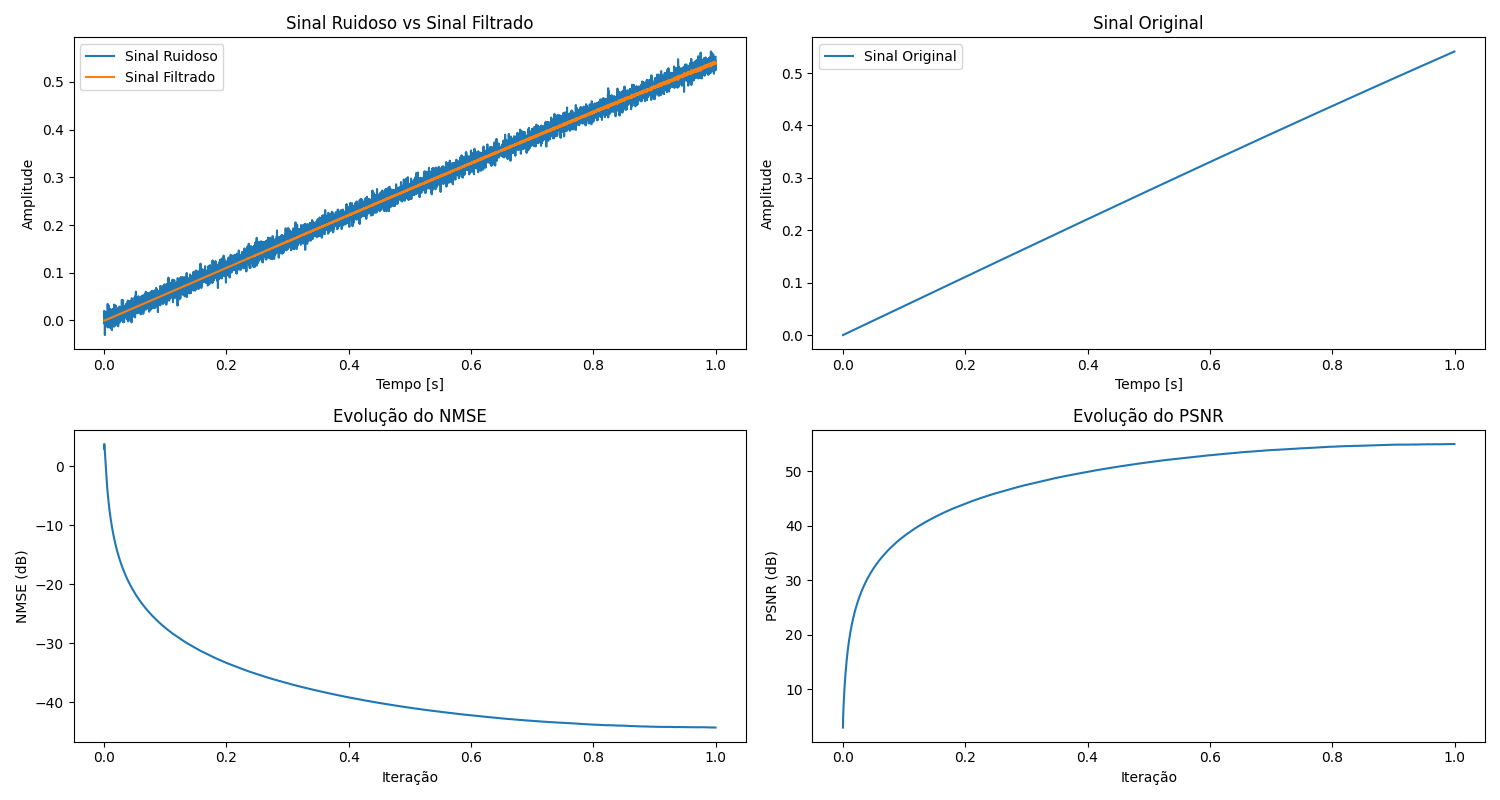 Sinal Ruidoso vs Sinal Filtrado
Sinal Ruidoso
Sinal Filtrado
Amplitude
0.5
0.4
0.3
0.2
0.1
0.0
0.0 0.2 0.4 0.6 0.8 1.0
Tempo [s]
Sinal Original
Sinal Original
Amplitude
0.5
0.4
0.3
0.2
0.1
0.0
0.0 0.2 0.4 0.6 0.8 1.0
Tempo [s]
Evolução do NMSE
NMSE (dB)
0
−10
−20
−30
−40
0.0 0.2 0.4 0.6 0.8 1.0
Iteração
Evolução do PSNR
PSNR (dB)
50
40
30
20
10
0.0 0.2 0.4 0.6 0.8 1.0
Iteração